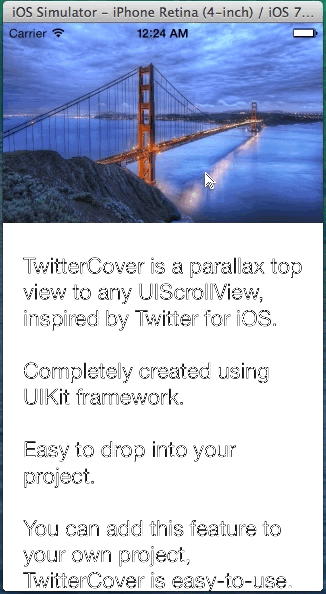 iOS Simulator - iPhone Retina (4-inch) / iOS 7...
Carrier 12:24 AM
TwitterCover is a parallax top
view to any UIScrollView,
inspired by Twitter for iOS.
Completely created using
UIKit framework.
Easy to drop into your
project.
You can add this feature to
your own project,
TwitterCover is easy-to-use.